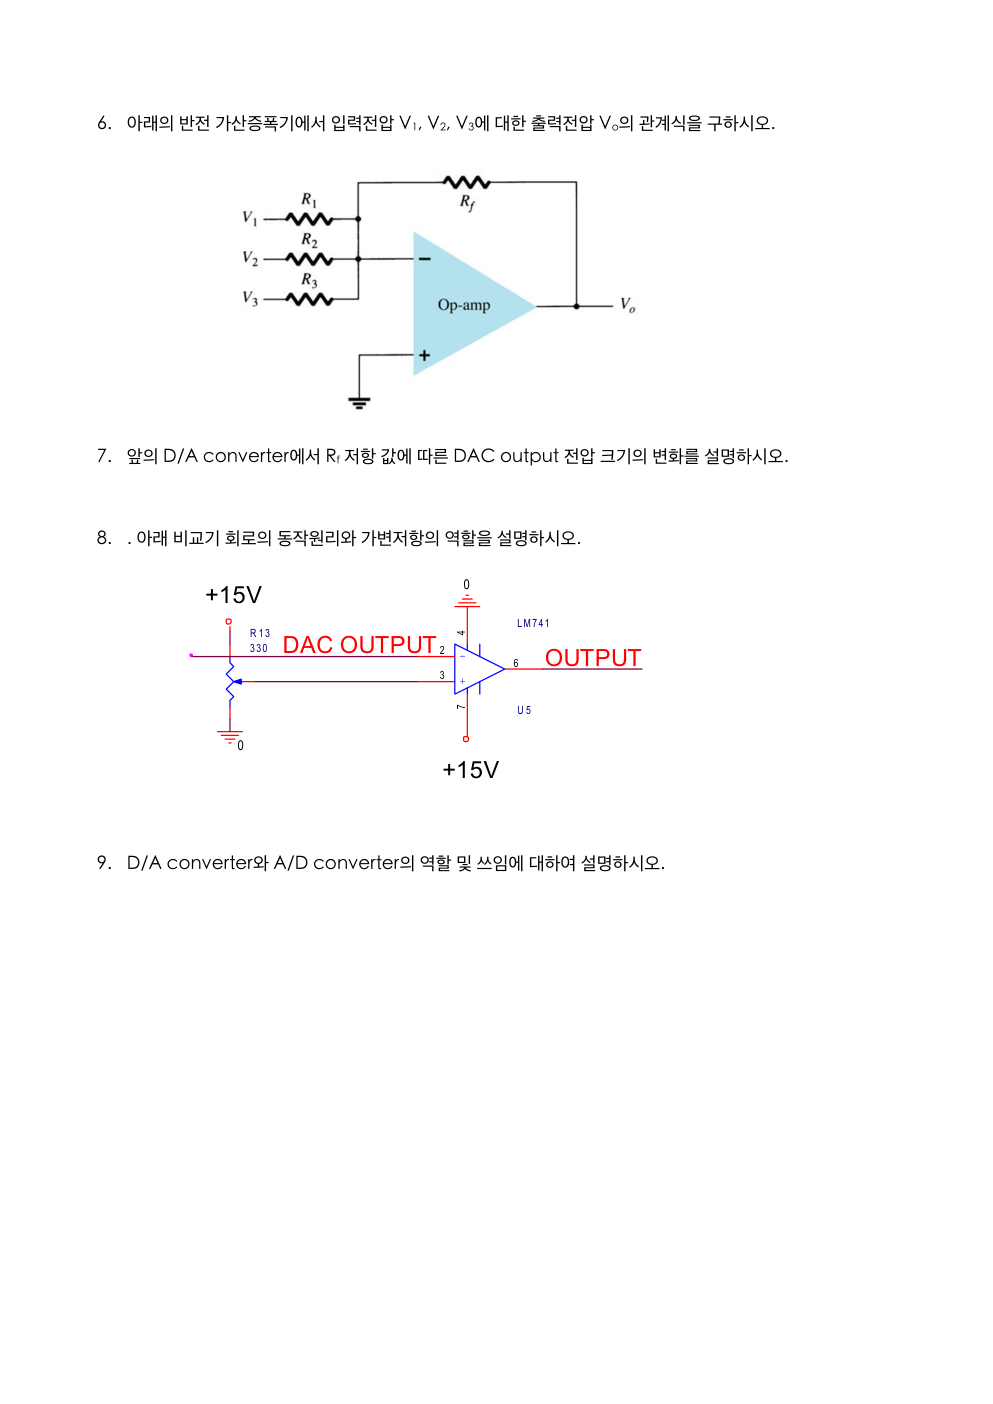 6. 아래의 반전 가산증폭기에서 입력전압 V₁, V₂, V₃에 대한 출력전압 Vₒ의 관계식을 구하시오.
R_f
R₁
V₁
R₂
V₂
R₃
V₃
Op-amp
Vₒ
7. 앞의 D/A converter에서 R_f 저항 값에 따른 DAC output 전압 크기의 변화를 설명하시오.
8. . 아래 비교기 회로의 동작원리와 가변저항의 역할을 설명하시오.
0
+15V
LM741
R13
4
330
DAC OUTPUT
2
OUTPUT
6
3
7
U5
0
+15V
9. D/A converter와 A/D converter의 역할 및 쓰임에 대하여 설명하시오.